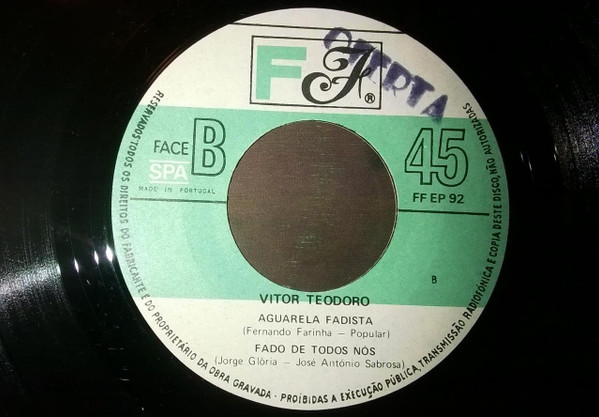 F F ®
OFERTA
FACE B
45
SPA
MADE IN PORTUGAL
FF EP 92
B
VITOR TEODORO
AGUARELA FADISTA
(Fernando Farinha – Popular)
FADO DE TODOS NÓS
(Jorge Glória – José António Sabrosa)
RESERVADOS TODOS OS DIREITOS DO FABRICANTE E DO PROPRIETÁRIO DA OBRA GRAVADA - PROÍBIDAS A EXECUÇÃO PÚBLICA, TRANSMISSÃO RADIOFÓNICA E COPIA DESTE DISCO, NÃO AUTORIZADAS